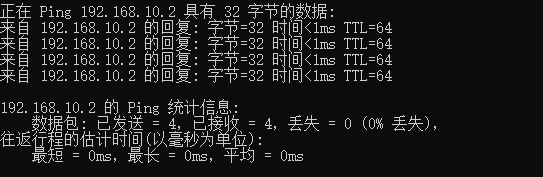 正在 Ping 192.168.10.2 具有 32 字节的数据:
来自 192.168.10.2 的回复: 字节=32 时间<1ms TTL=64
来自 192.168.10.2 的回复: 字节=32 时间<1ms TTL=64
来自 192.168.10.2 的回复: 字节=32 时间<1ms TTL=64
来自 192.168.10.2 的回复: 字节=32 时间<1ms TTL=64
192.168.10.2 的 Ping 统计信息:
数据包: 已发送 = 4, 已接收 = 4, 丢失 = 0 (0% 丢失),
往返行程的估计时间(以毫秒为单位):
最短 = 0ms, 最长 = 0ms, 平均 = 0ms